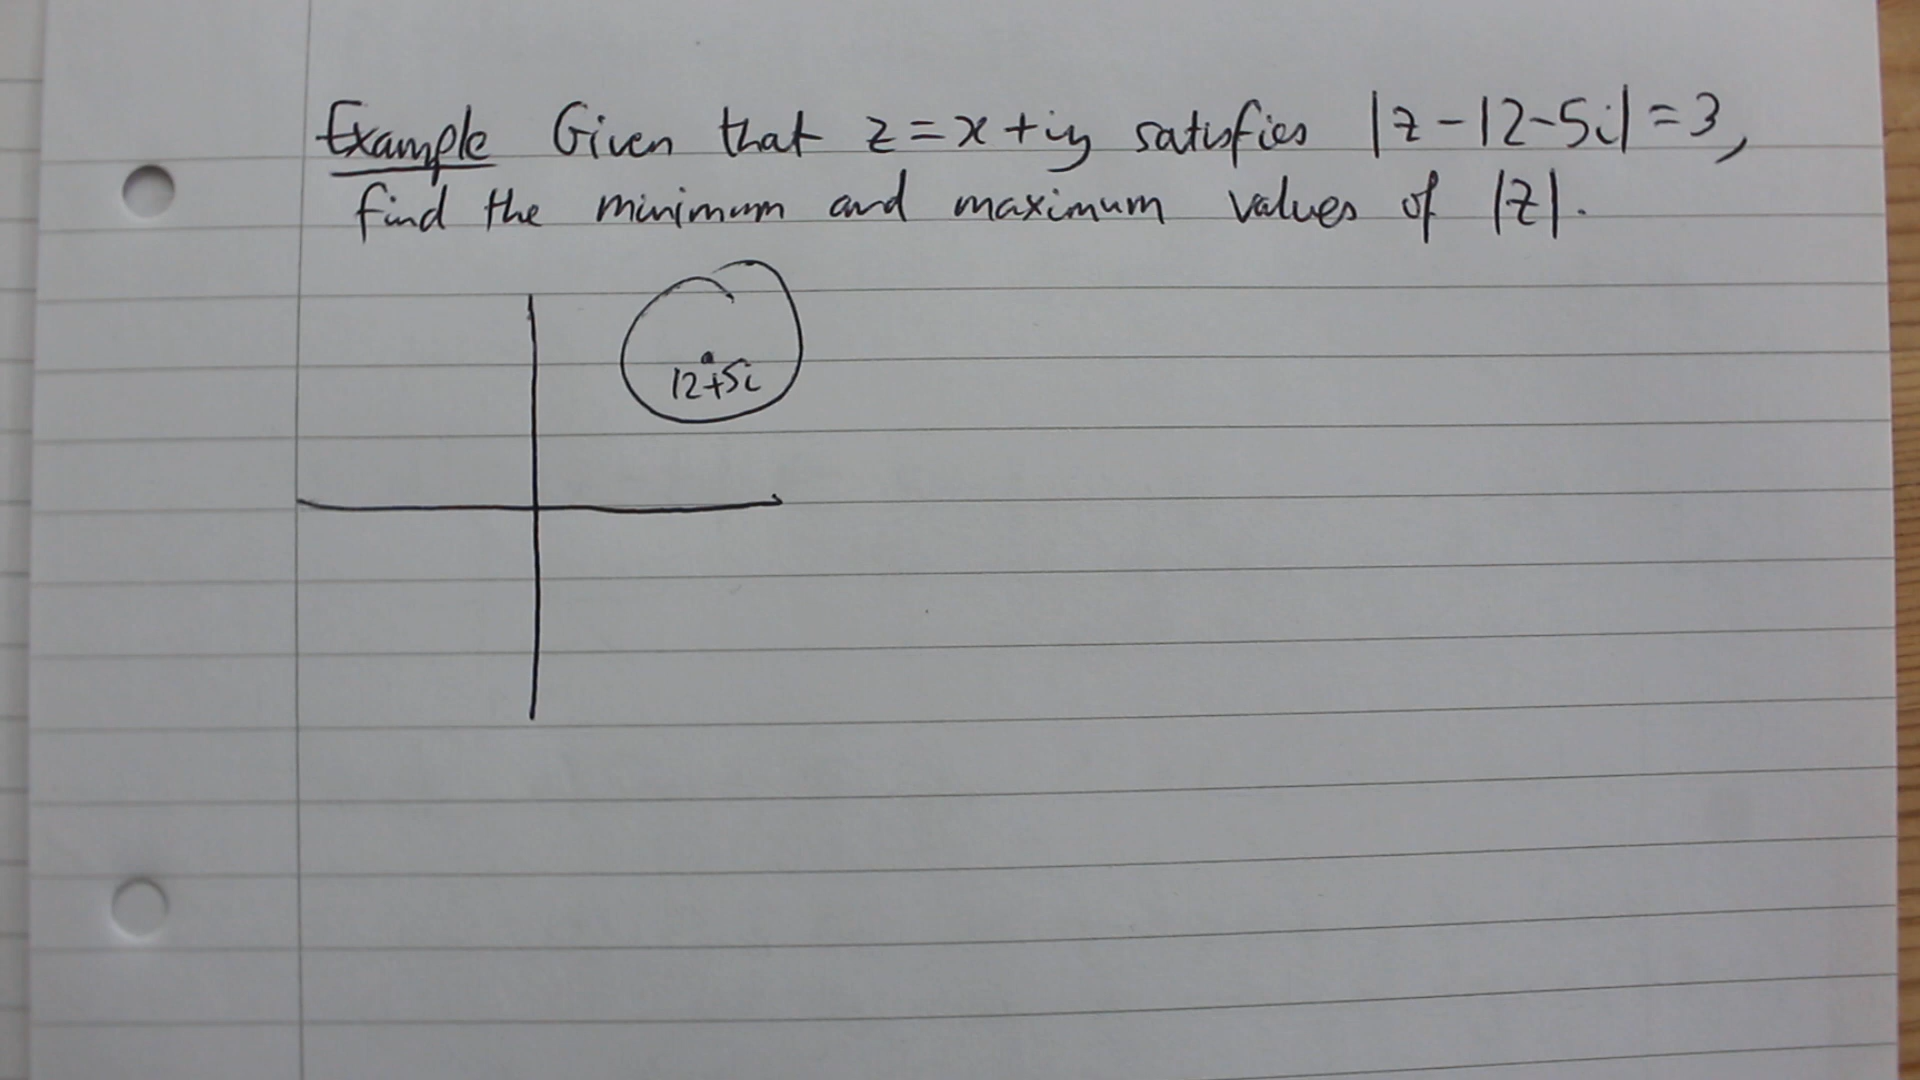 Example Given that z=x+iy satisfies |z-12-5i|=3,
find the minimum and maximum values of |z|.
12+5i